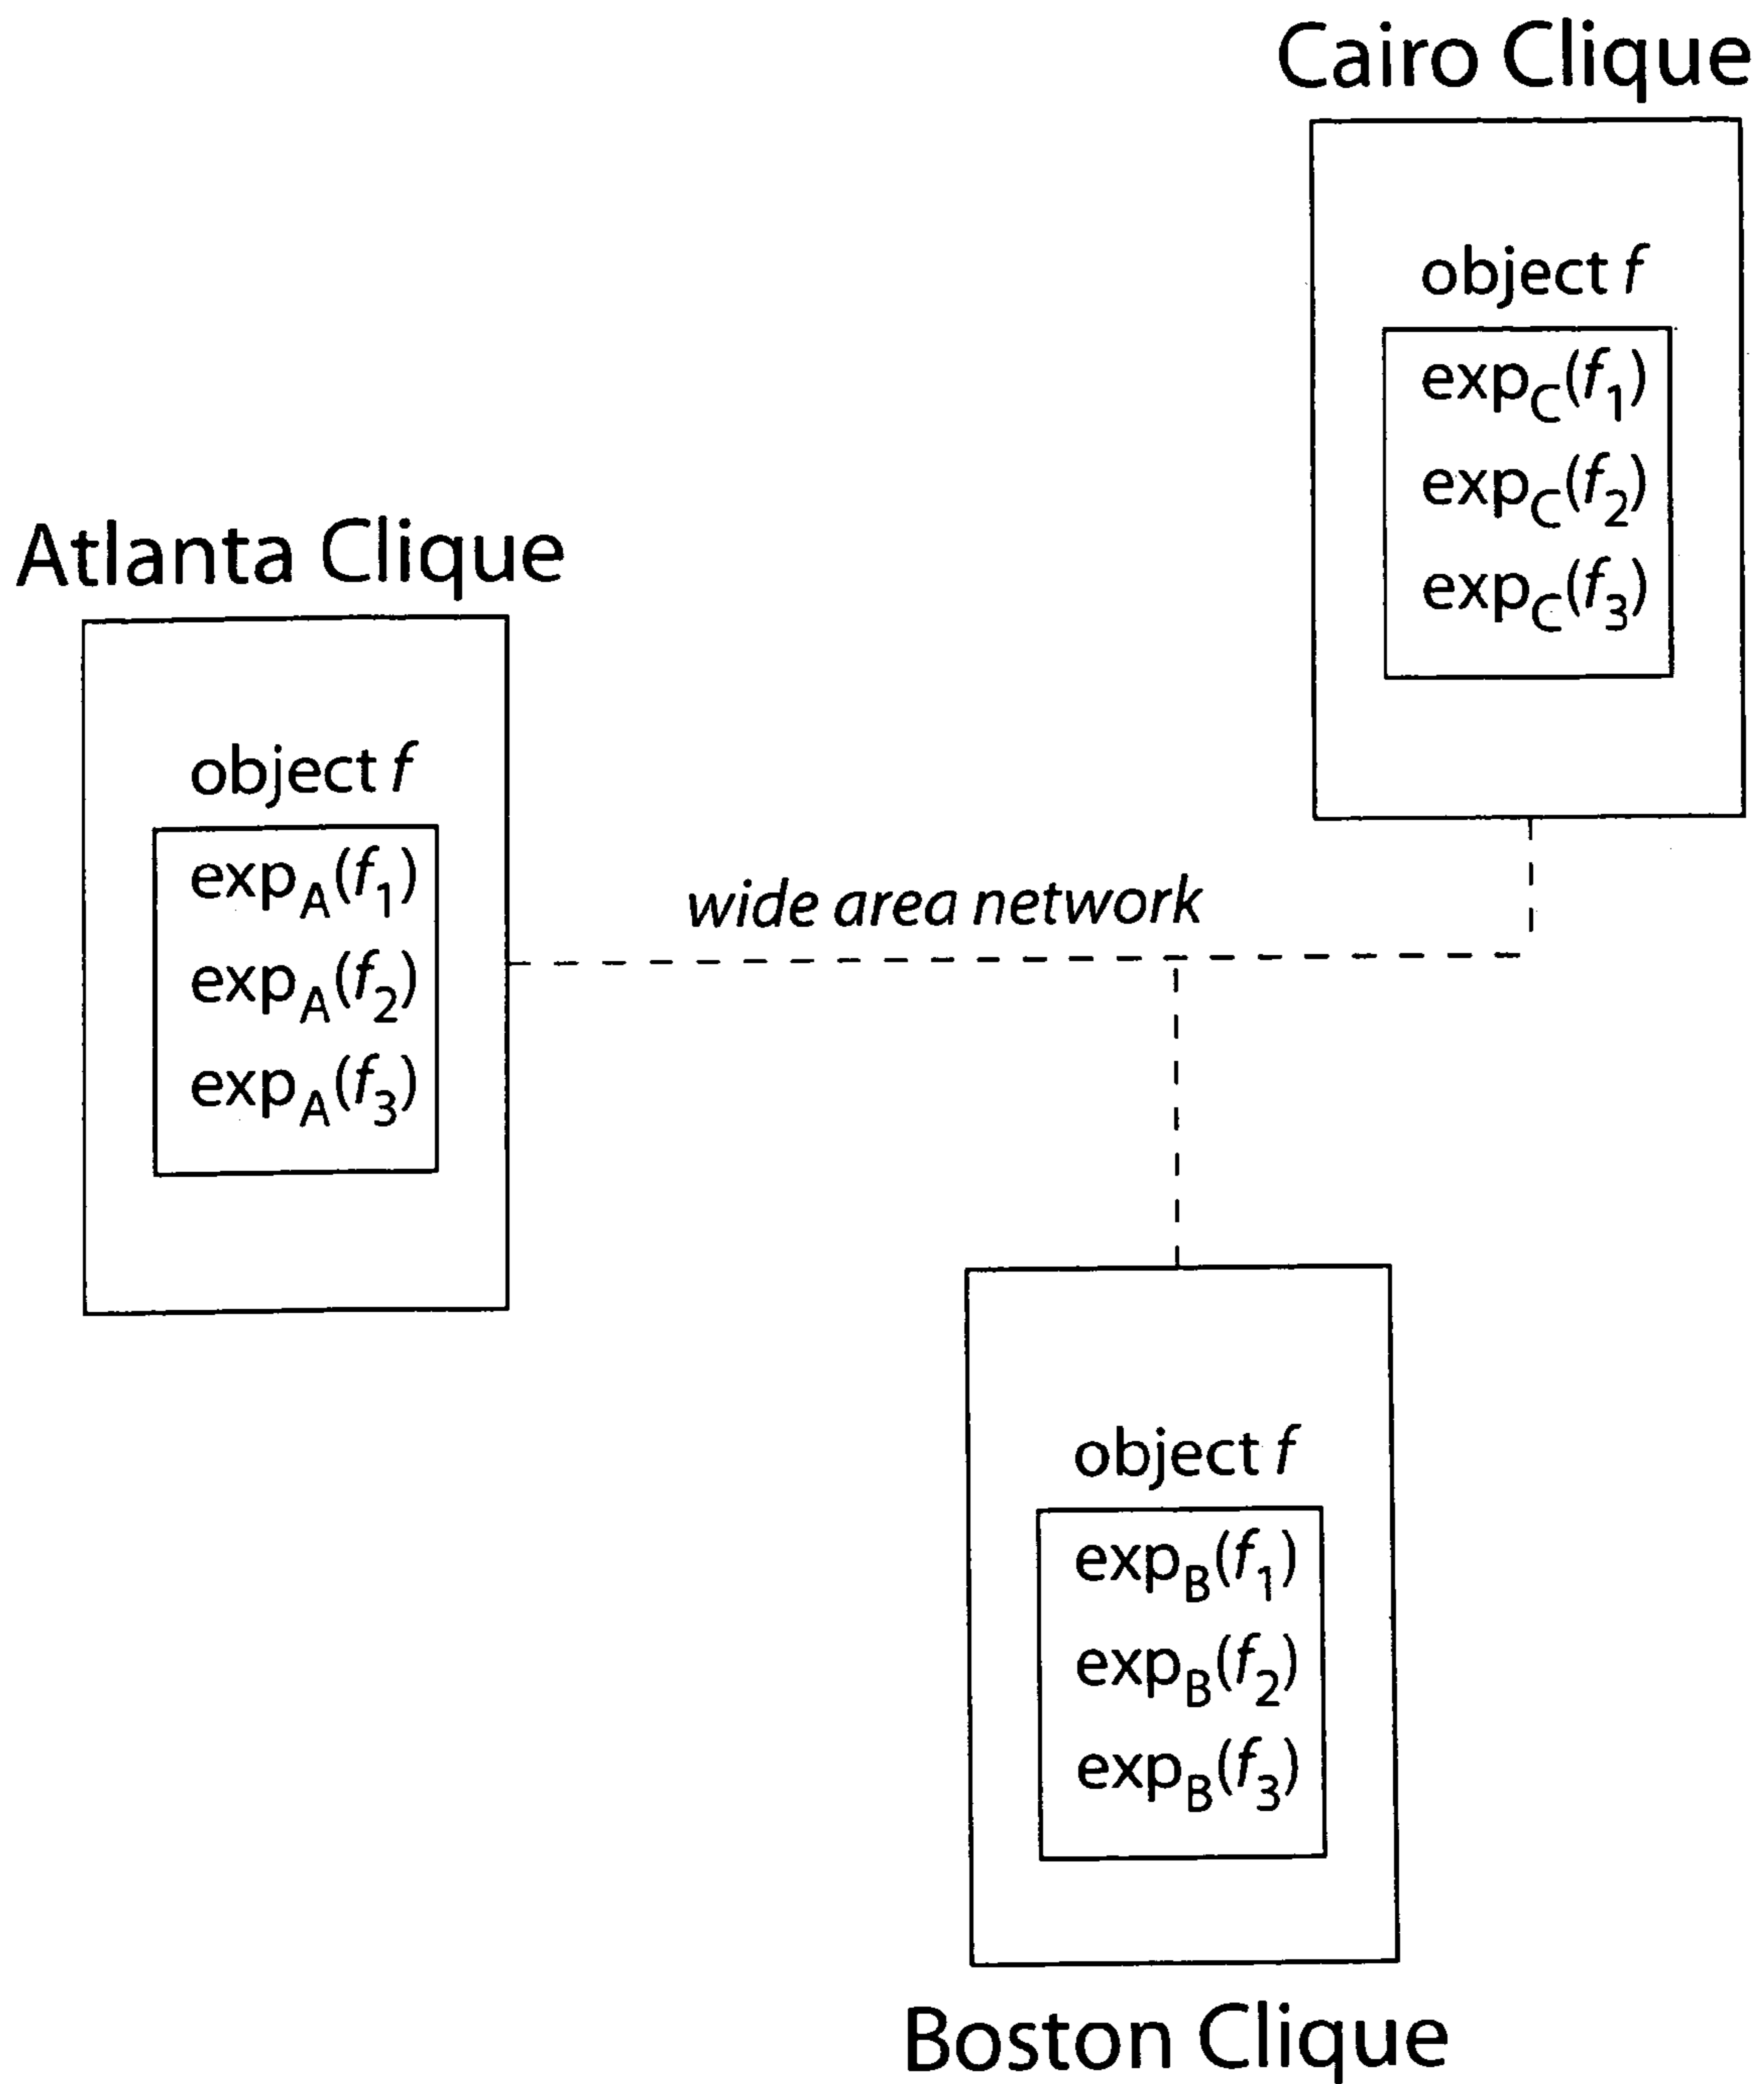 Cairo Clique
object f
exp_C(f_1)
exp_C(f_2)
exp_C(f_3)
Atlanta Clique
object f
exp_A(f_1)
exp_A(f_2)
exp_A(f_3)
wide area network
object f
exp_B(f_1)
exp_B(f_2)
exp_B(f_3)
Boston Clique